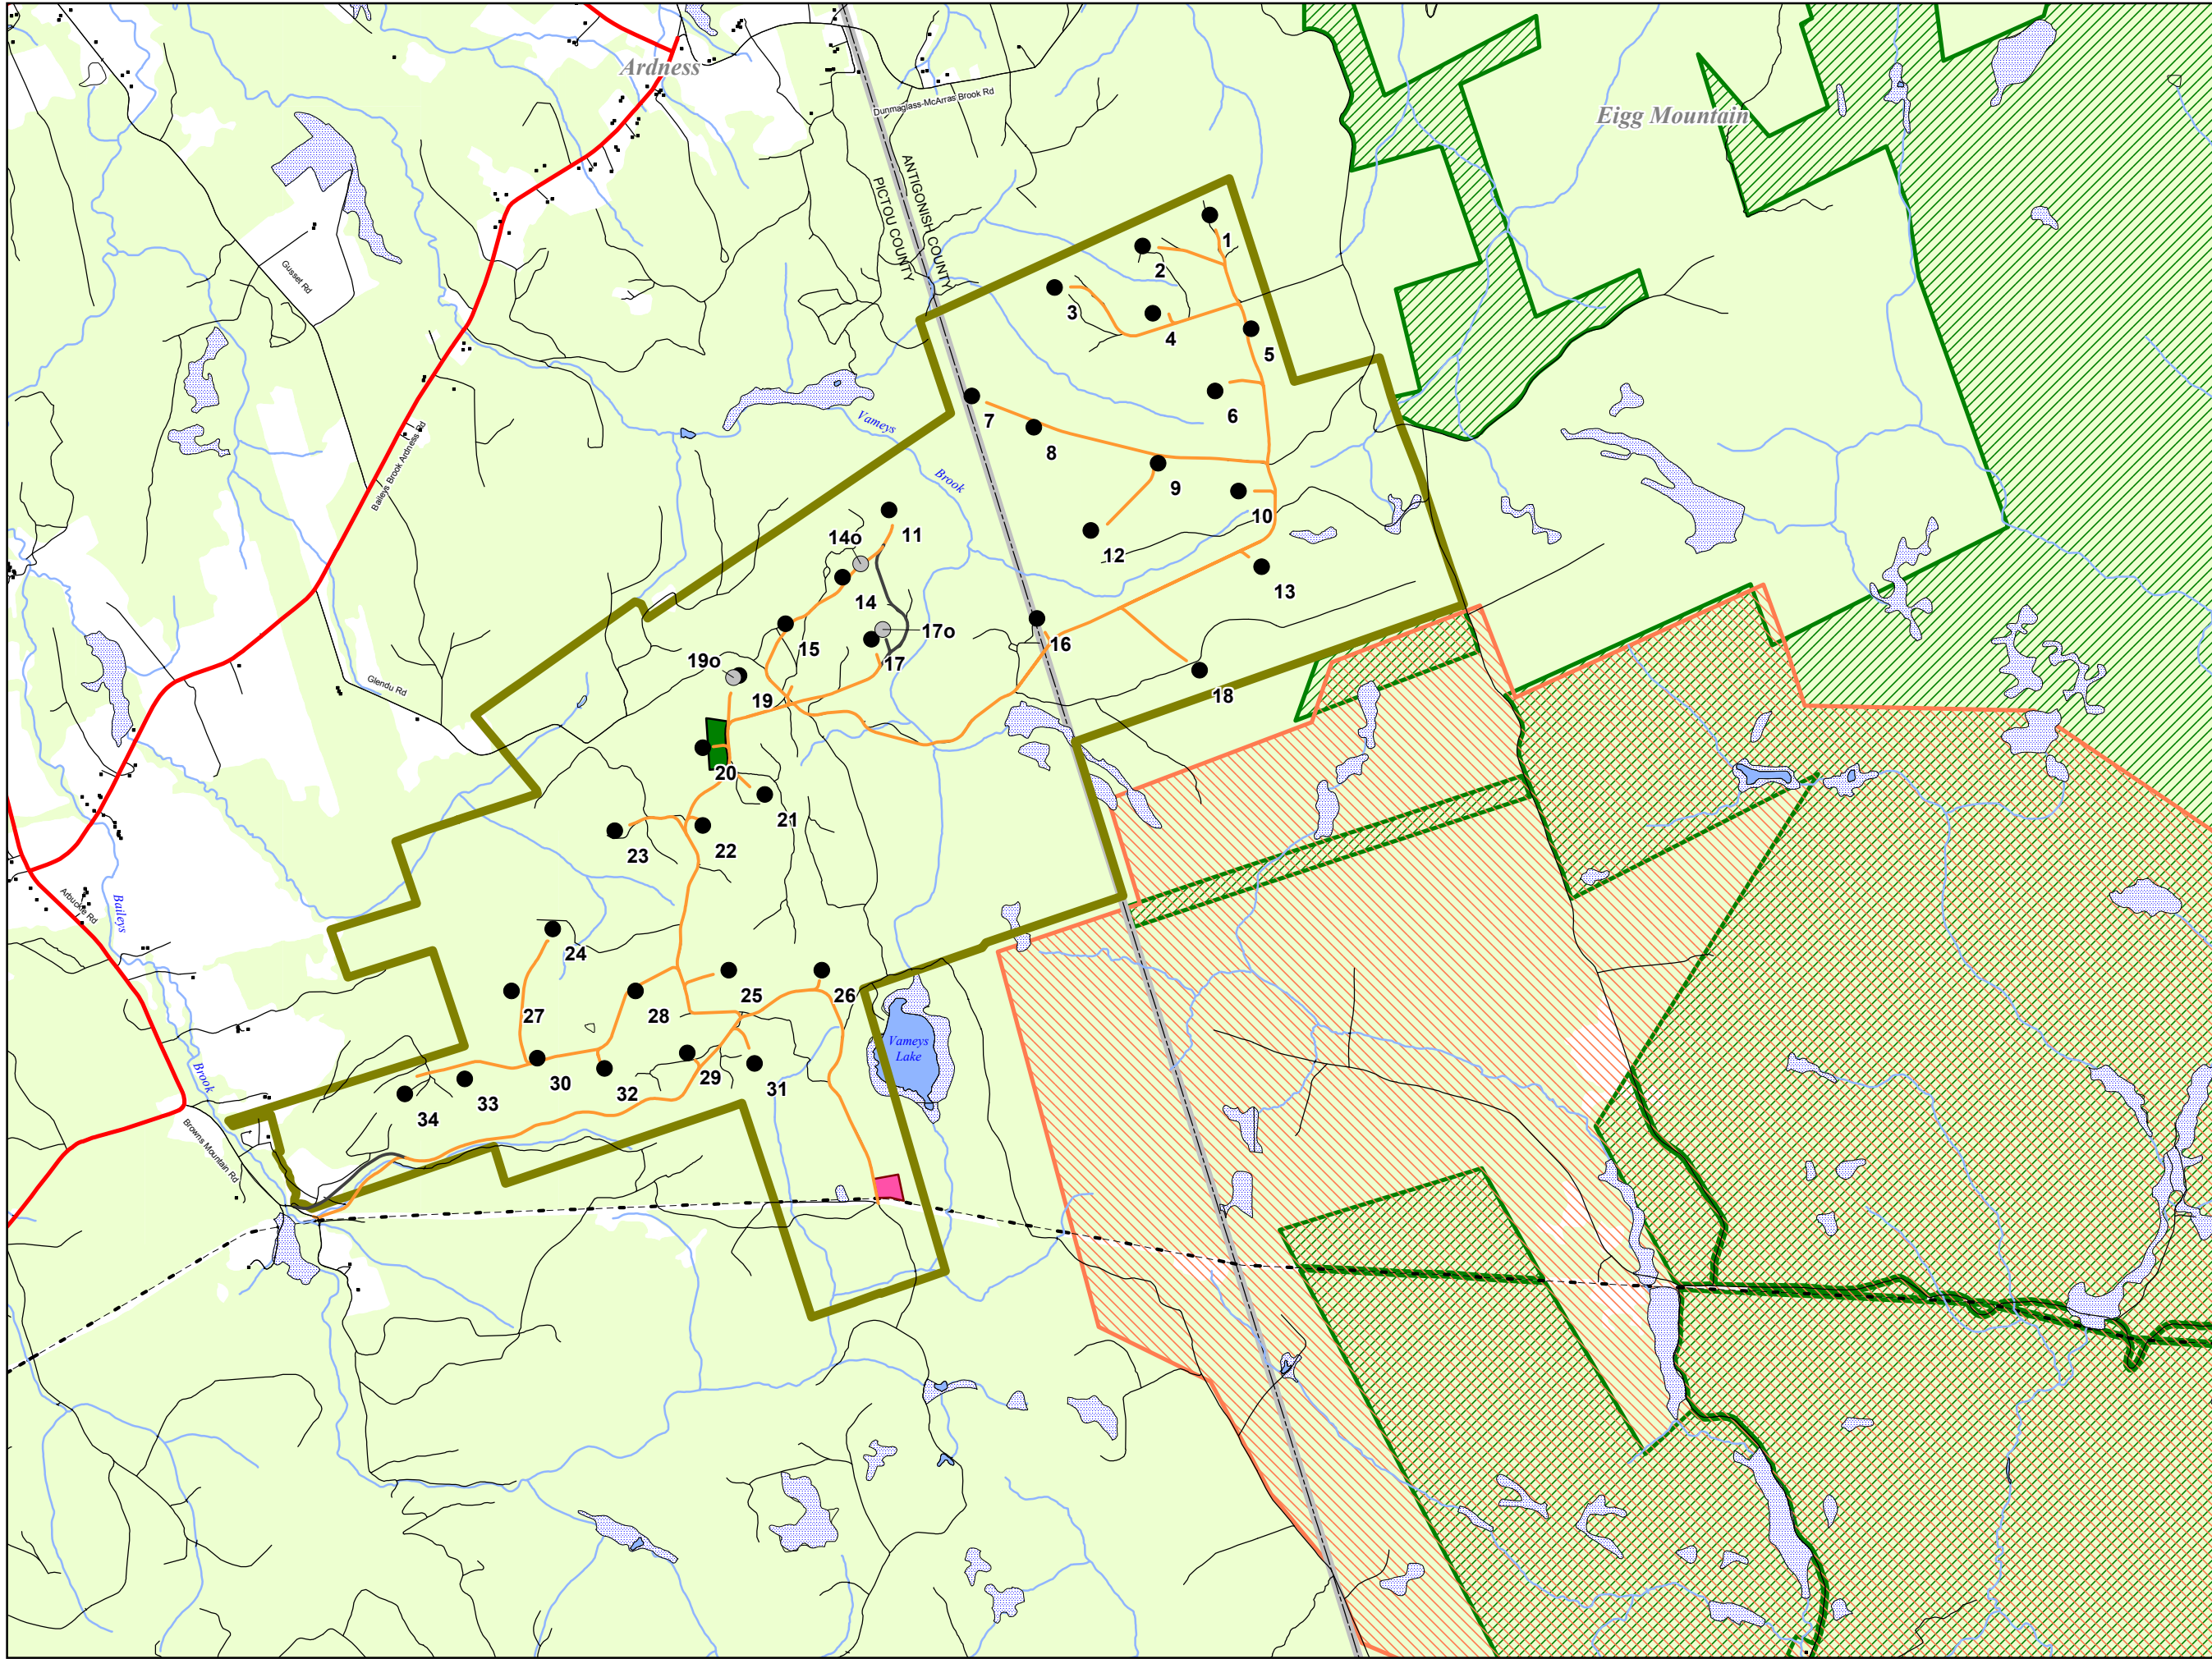 Ardness
Dunmaglass-McArras Brook Rd
Eigg Mountain
ANTIGONISH COUNTY
PICTOU COUNTY
Gusset Rd
1
2
3
4
5
6
7
8
Vameys
Brook
Baileys Brook Ardness Rd
9
10
11
12
13
14o
14
15
16
17o
17
18
19o
19
Glendu Rd
20
21
22
23
Arbuckle Rd
Baileys
Brook
24
25
26
27
28
Vameys
Lake
29
30
31
32
33
34
Browns Mountain Rd